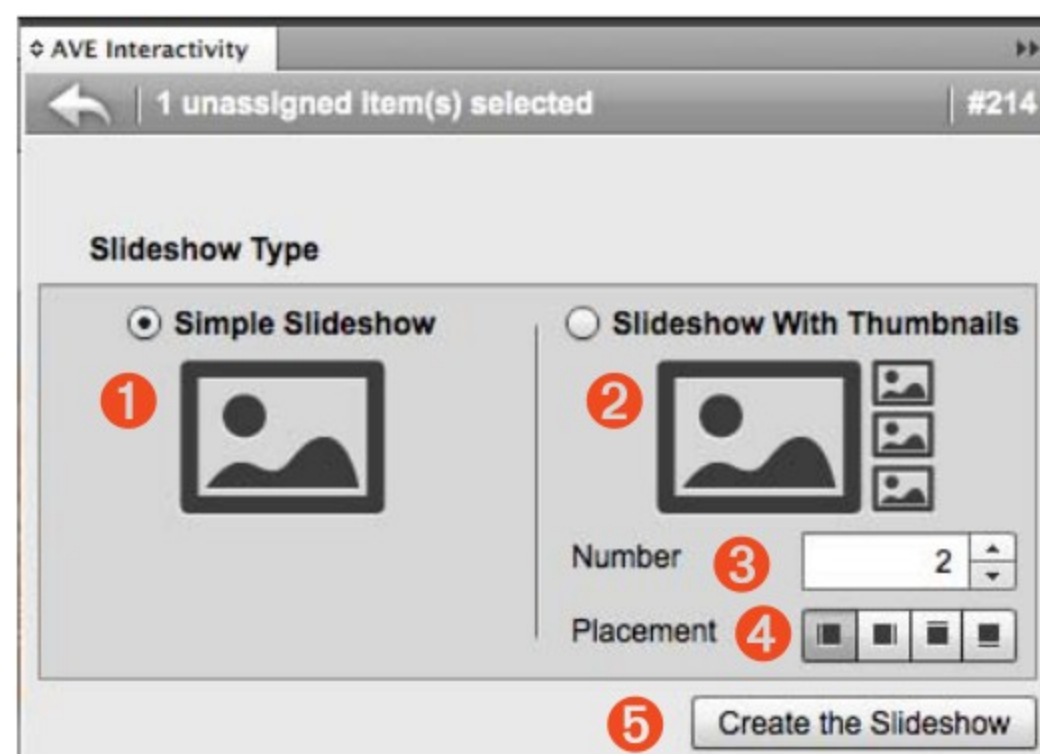 AVE Interactivity
1 unassigned item(s) selected #214
Slideshow Type
Simple Slideshow
Slideshow With Thumbnails
1
2
Number 3 2
Placement 4
5 Create the Slideshow